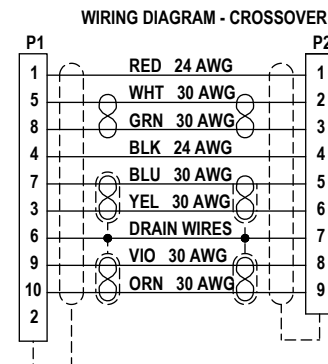 WIRING DIAGRAM - CROSSOVER
P1 P2
1 RED 24 AWG 1
5 WHT 30 AWG 2
8 GRN 30 AWG 3
4 BLK 24 AWG 4
7 BLU 30 AWG 5
3 YEL 30 AWG 6
6 DRAIN WIRES 7
9 VIO 30 AWG 8
10 ORN 30 AWG 9
2